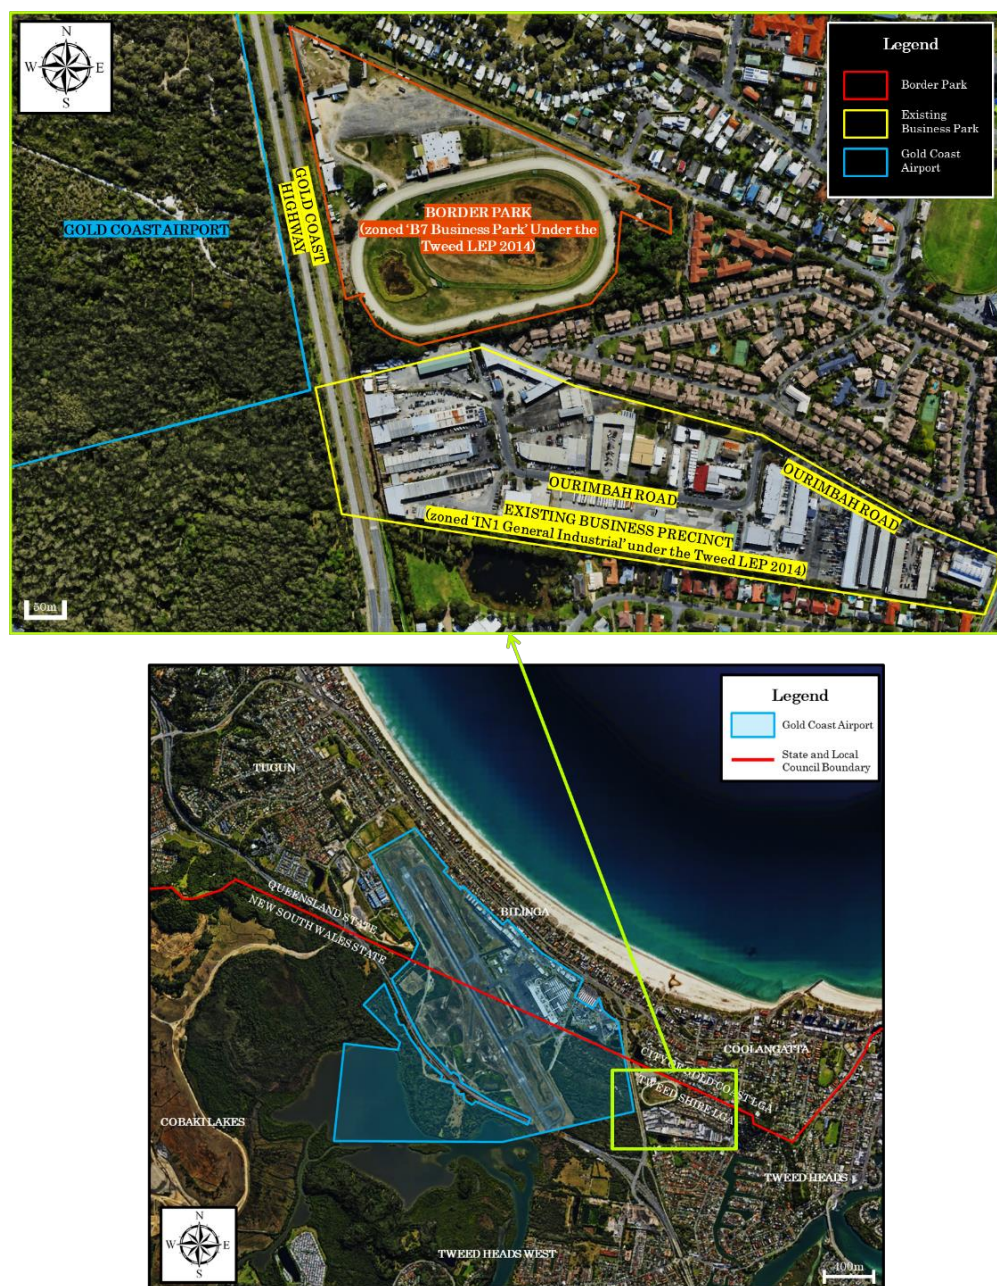 N
W
E
S
Legend
Border Park
Existing
Business Park
Gold Coast
Airport
GOLD COAST AIRPORT
GOLD COAST
HIGHWAY
BORDER PARK
(zoned 'B7 Business Park' Under the
Tweed LEP 2014)
OURIMBAH ROAD
OURIMBAH ROAD
EXISTING BUSINESS PRECINCT
(zoned 'IN1 General Industrial' under the Tweed LEP 2014)
50m
Legend
Gold Coast Airport
State and Local
Council Boundary
TUGUN
QUEENSLAND STATE
NEW SOUTH WALES STATE
BILINGA
CITY OF GOLD COAST LGA
TWEED SHIRE LGA
COOLANGATTA
COBAKI LAKES
TWEED HEADS
TWEED HEADS WEST
N
W
E
S
400m